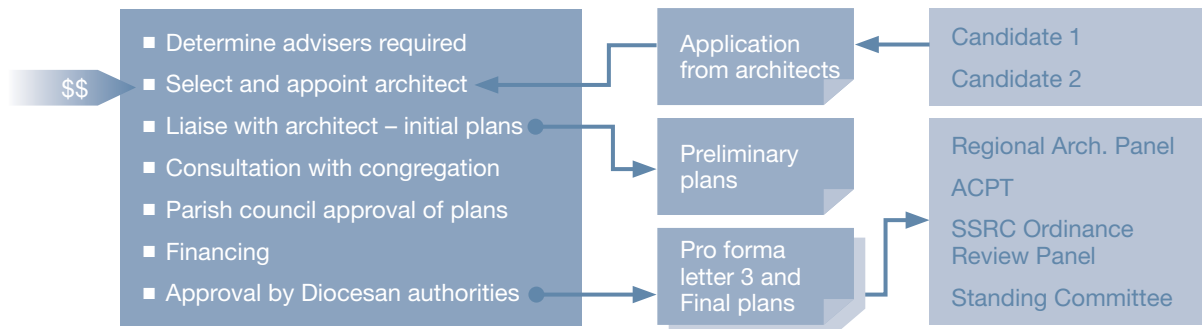 $$
Determine advisers required
Select and appoint architect
Liaise with architect – initial plans
Consultation with congregation
Parish council approval of plans
Financing
Approval by Diocesan authorities
Application
from architects
Preliminary
plans
Pro forma
letter 3 and
Final plans
Candidate 1
Candidate 2
Regional Arch. Panel
ACPT
SSRC Ordinance
Review Panel
Standing Committee